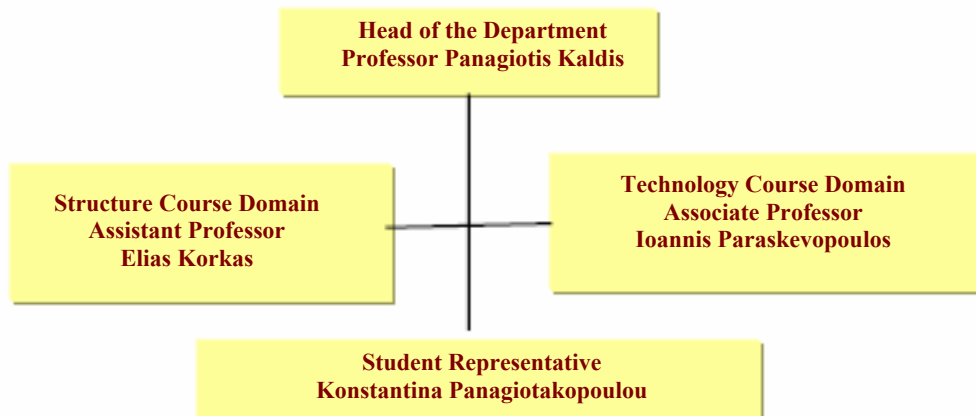 Head of the Department
Professor Panagiotis Kaldis
Structure Course Domain
Assistant Professor
Elias Korkas
Technology Course Domain
Associate Professor
Ioannis Paraskevopoulos
Student Representative
Konstantina Panagiotakopoulou